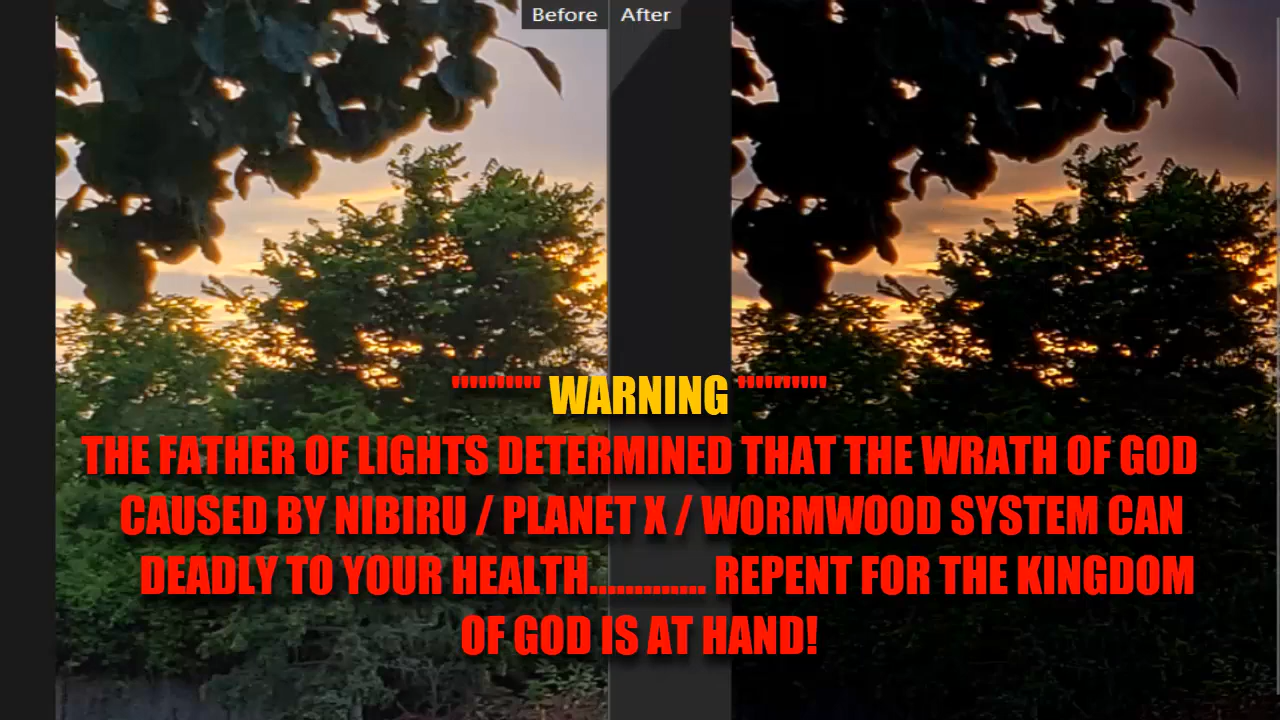 Before After
"""""""""" WARNING """"""""""
THE FATHER OF LIGHTS DETERMINED THAT THE WRATH OF GOD
CAUSED BY NIBIRU / PLANET X / WORMWOOD SYSTEM CAN
DEADLY TO YOUR HEALTH............. REPENT FOR THE KINGDOM
OF GOD IS AT HAND!